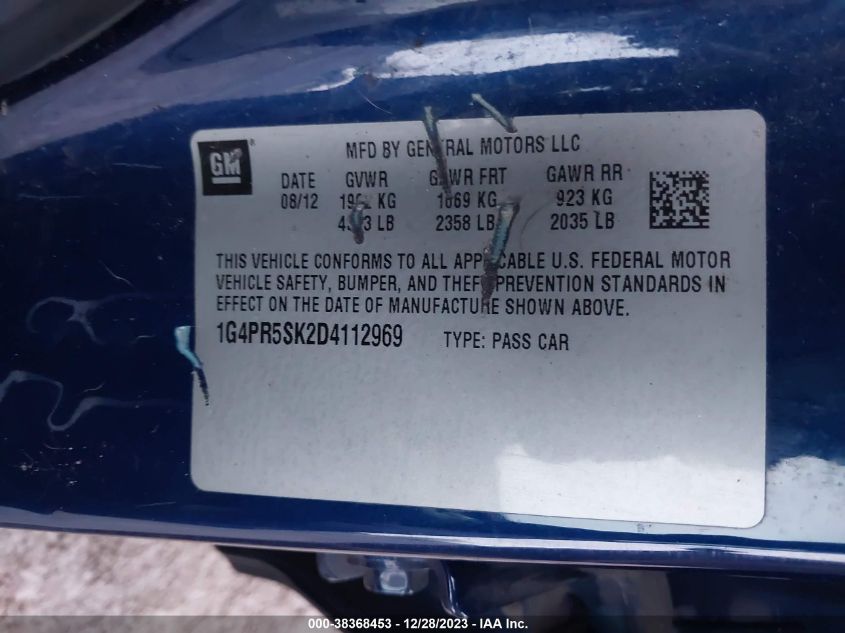 GM
MFD BY GENERAL MOTORS LLC
DATE GVWR GAWR FRT GAWR RR
08/12 KG KG 923 KG
LB 2358 LB 2035 LB
THIS VEHICLE CONFORMS TO ALL APPLICABLE U.S. FEDERAL MOTOR
VEHICLE SAFETY, BUMPER, AND THEFT PREVENTION STANDARDS IN
EFFECT ON THE DATE OF MANUFACTURE SHOWN ABOVE.
1G4PR5SK2D4112969 TYPE: PASS CAR
000-38368453 - 12/28/2023 - IAA Inc.